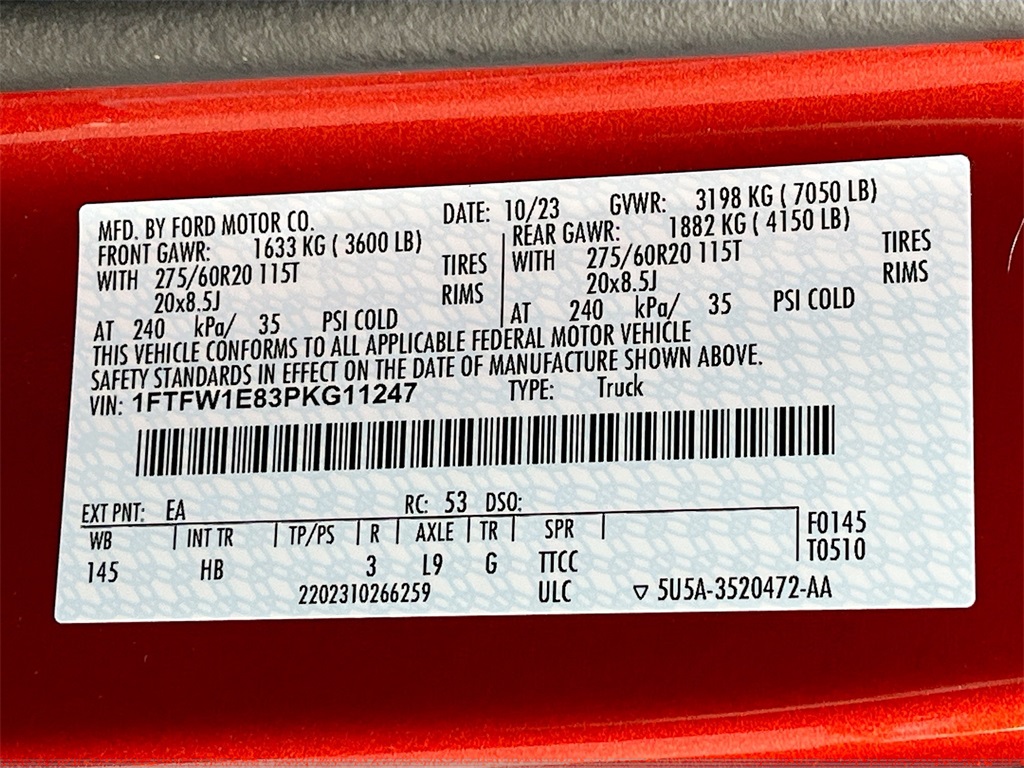 MFD. BY FORD MOTOR CO. DATE: 10/23 GVWR: 3198 KG ( 7050 LB)
FRONT GAWR: 1633 KG ( 3600 LB) REAR GAWR: 1882 KG ( 4150 LB)
WITH 275/60R20 115T TIRES WITH 275/60R20 115T TIRES
20x8.5J RIMS 20x8.5J RIMS
AT 240 kPa/ 35 PSI COLD AT 240 kPa/ 35 PSI COLD
THIS VEHICLE CONFORMS TO ALL APPLICABLE FEDERAL MOTOR VEHICLE
SAFETY STANDARDS IN EFFECT ON THE DATE OF MANUFACTURE SHOWN ABOVE.
VIN: 1FTFW1E83PKG11247 TYPE: Truck
EXT PNT: EA RC: 53 DSO:
WB INT TR TP/PS R AXLE TR SPR F0145
145 HB 3 L9 G TTCC T0510
2202310266259 ULC ▽ 5U5A-3520472-AA